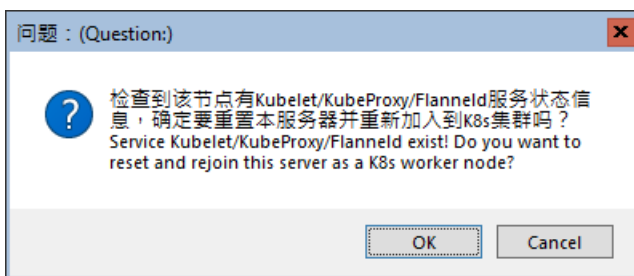 问题：(Question:)
检查到该节点有Kubelet/KubeProxy/Flanneld服务状态信
息，确定要重置本服务器并重新加入到K8s集群吗？
Service Kubelet/KubeProxy/Flanneld exist! Do you want to
reset and rejoin this server as a K8s worker node?
OK
Cancel